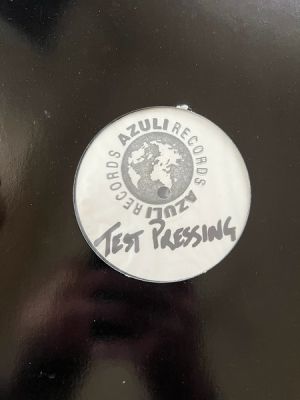 AZULI RECORDS AZULI RECORDS
TEST PRESSING